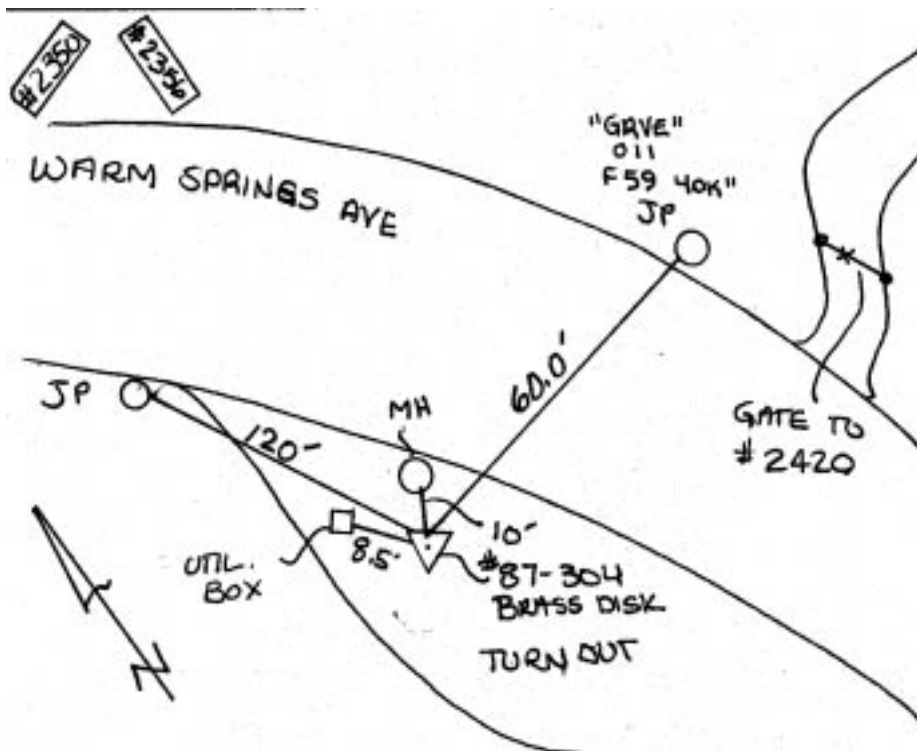 #2350
#2356
"GRVE"
011
F59 40K"
JP
WARM SPRINGS AVE
60.0'
JP
MH
120-
GATE TO
#2420
10-
8.5-
UTIL.
BOX
#87-304
BRASS DISK
TURN OUT
N